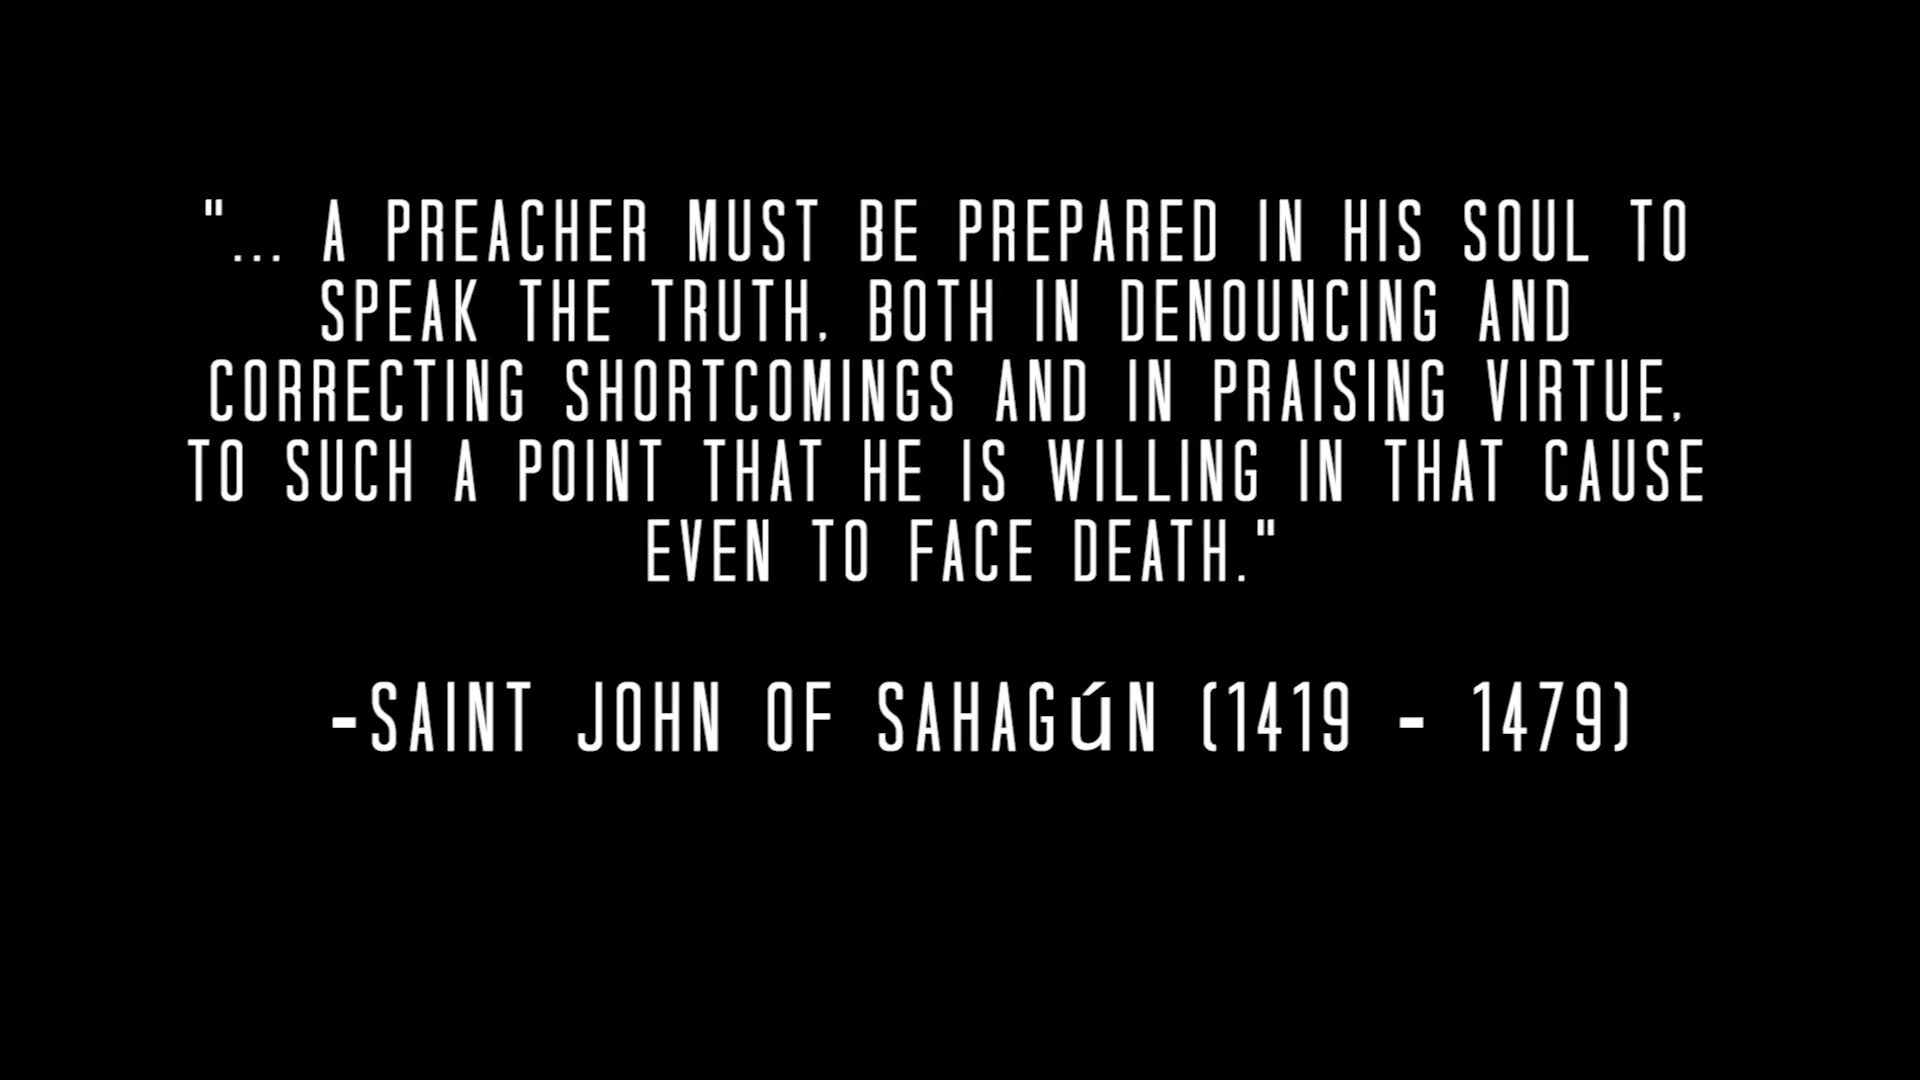 "... A PREACHER MUST BE PREPARED IN HIS SOUL TO
SPEAK THE TRUTH, BOTH IN DENOUNCING AND
CORRECTING SHORTCOMINGS AND IN PRAISING VIRTUE,
TO SUCH A POINT THAT HE IS WILLING IN THAT CAUSE
EVEN TO FACE DEATH."
-SAINT JOHN OF SAHAGúN (1419 - 1479)